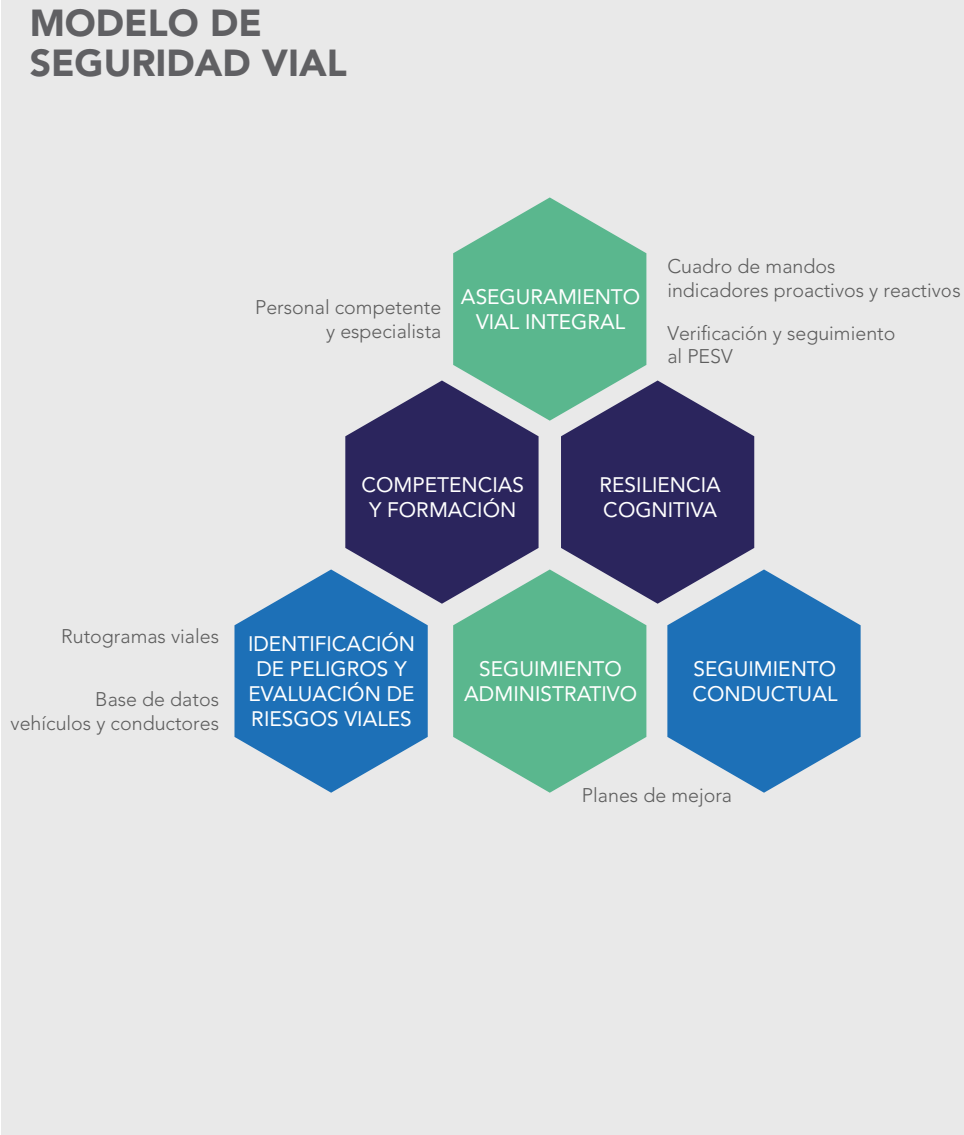 MODELO DE
SEGURIDAD VIAL
Personal competente
y especialista
ASEGURAMIENTO
VIAL INTEGRAL
Cuadro de mandos
indicadores proactivos y reactivos
Verificación y seguimiento
al PESV
COMPETENCIAS
Y FORMACIÓN
RESILIENCIA
COGNITIVA
Rutogramas viales
Base de datos
vehículos y conductores
IDENTIFICACIÓN
DE PELIGROS Y
EVALUACIÓN DE
RIESGOS VIALES
SEGUIMIENTO
ADMINISTRATIVO
SEGUIMIENTO
CONDUCTUAL
Planes de mejora